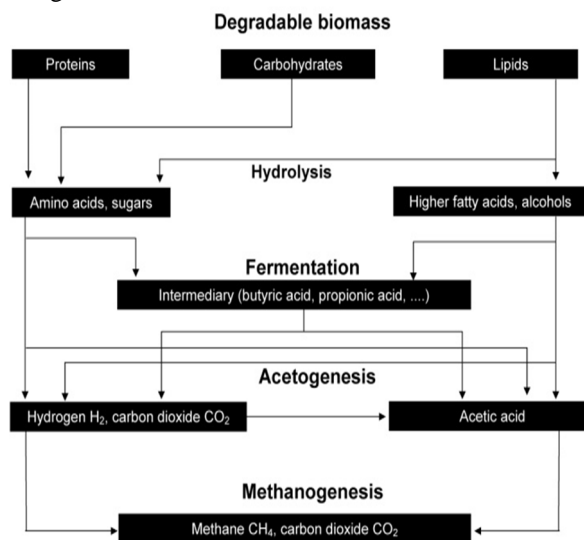 Degradable biomass
Proteins
Carbohydrates
Lipids
Hydrolysis
Amino acids, sugars
Higher fatty acids, alcohols
Fermentation
Intermediary (butyric acid, propionic acid, ....)
Acetogenesis
Hydrogen H₂, carbon dioxide CO₂
Acetic acid
Methanogenesis
Methane CH₄, carbon dioxide CO₂